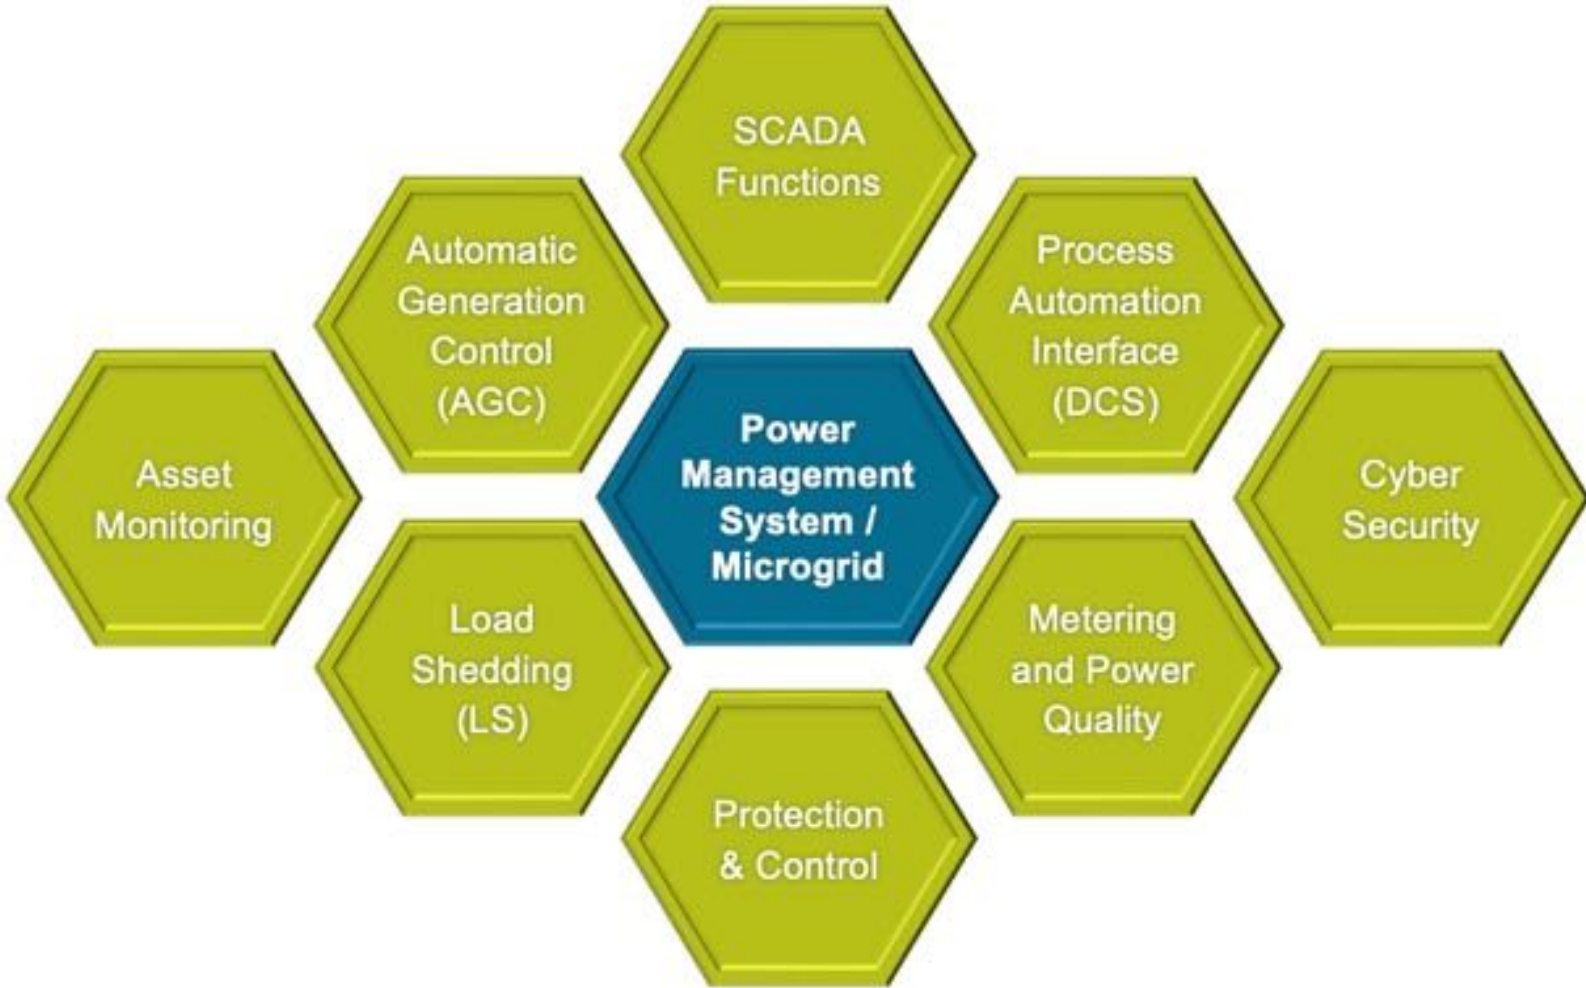 SCADA
Functions
Automatic
Generation
Control
(AGC)
Process
Automation
Interface
(DCS)
Asset
Monitoring
Power
Management
System /
Microgrid
Cyber
Security
Load
Shedding
(LS)
Metering
and Power
Quality
Protection
& Control